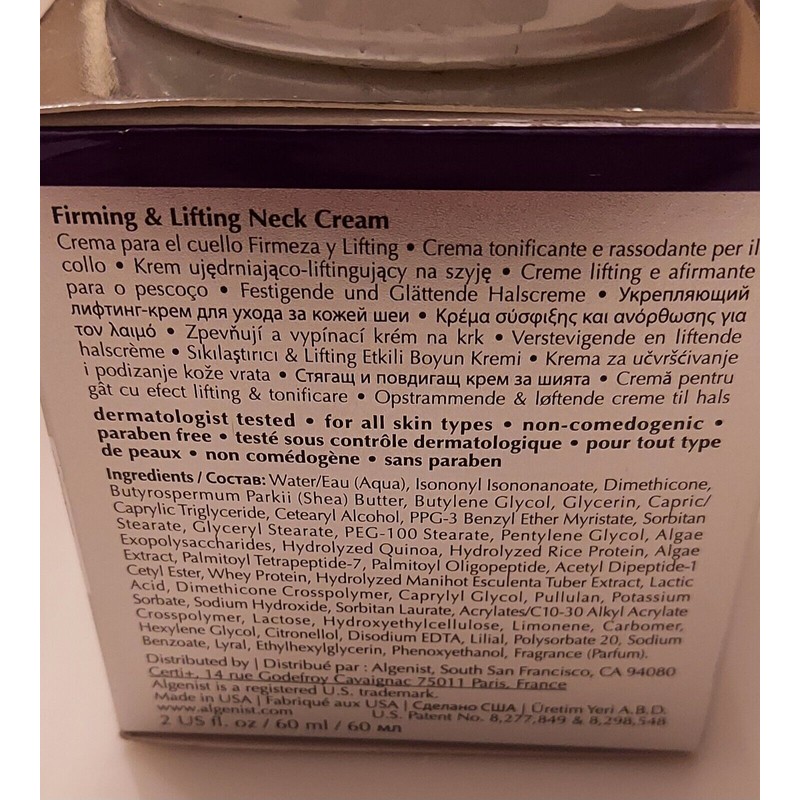 Firming & Lifting Neck Cream
Crema para el cuello Firmeza y Lifting • Crema tonificante e rassodante per il
collo • Krem ujędrniająco-liftingujący na szyję • Creme lifting e afirmante
para o pescoço • Festigende und Glättende Halscreme • Укрепляющий
лифтинг-крем для ухода за кожей шеи • Κρέμα σύσφιξης και ανόρθωσης για
τον λαιμό • Zpevňují a vypínací krém na krk • Verstevigende en liftende
halscrème • Sıkılaştırıcı & Lifting Etkili Boyun Kremi • Krema za učvršćivanje
i podizanje kože vrata • Стягащ и повдигащ крем за шията • Cremă pentru
gât cu efect lifting & tonificare • Opstrammende & løftende creme til hals
dermatologist tested • for all skin types • non-comedogenic •
paraben free • testé sous contrôle dermatologique • pour tout type
de peaux • non comédogène • sans paraben
Ingredients / Состав: Water/Eau (Aqua), Isononyl Isononanoate, Dimethicone,
Butyrospermum Parkii (Shea) Butter, Butylene Glycol, Glycerin, Capric/
Caprylic Triglyceride, Cetearyl Alcohol, PPG-3 Benzyl Ether Myristate, Sorbitan
Stearate, Glyceryl Stearate, PEG-100 Stearate, Pentylene Glycol, Algae
Exopolysaccharides, Hydrolyzed Quinoa, Hydrolyzed Rice Protein, Algae
Extract, Palmitoyl Tetrapeptide-7, Palmitoyl Oligopeptide, Acetyl Dipeptide-1
Cetyl Ester, Whey Protein, Hydrolyzed Manihot Esculenta Tuber Extract, Lactic
Acid, Dimethicone Crosspolymer, Caprylyl Glycol, Pullulan, Potassium
Sorbate, Sodium Hydroxide, Sorbitan Laurate, Acrylates/C10-30 Alkyl Acrylate
Crosspolymer, Lactose, Hydroxyethylcellulose, Limonene, Carbomer,
Hexylene Glycol, Citronellol, Disodium EDTA, Lilial, Polysorbate 20, Sodium
Benzoate, Lyral, Ethylhexylglycerin, Phenoxyethanol, Fragrance (Parfum).
Distributed by | Distribué par : Algenist, South San Francisco, CA 94080
Certi+, 14 rue Godefroy Cavaignac 75011 Paris, France
Algenist is a registered U.S. trademark.
Made in USA | Fabriqué aux USA | Сделано США | Üretim Yeri A.B.D.
www.algenist.com U.S. Patent No. 8,277,849 & 8,298,548
2 US fl. oz / 60 ml / 60 мл